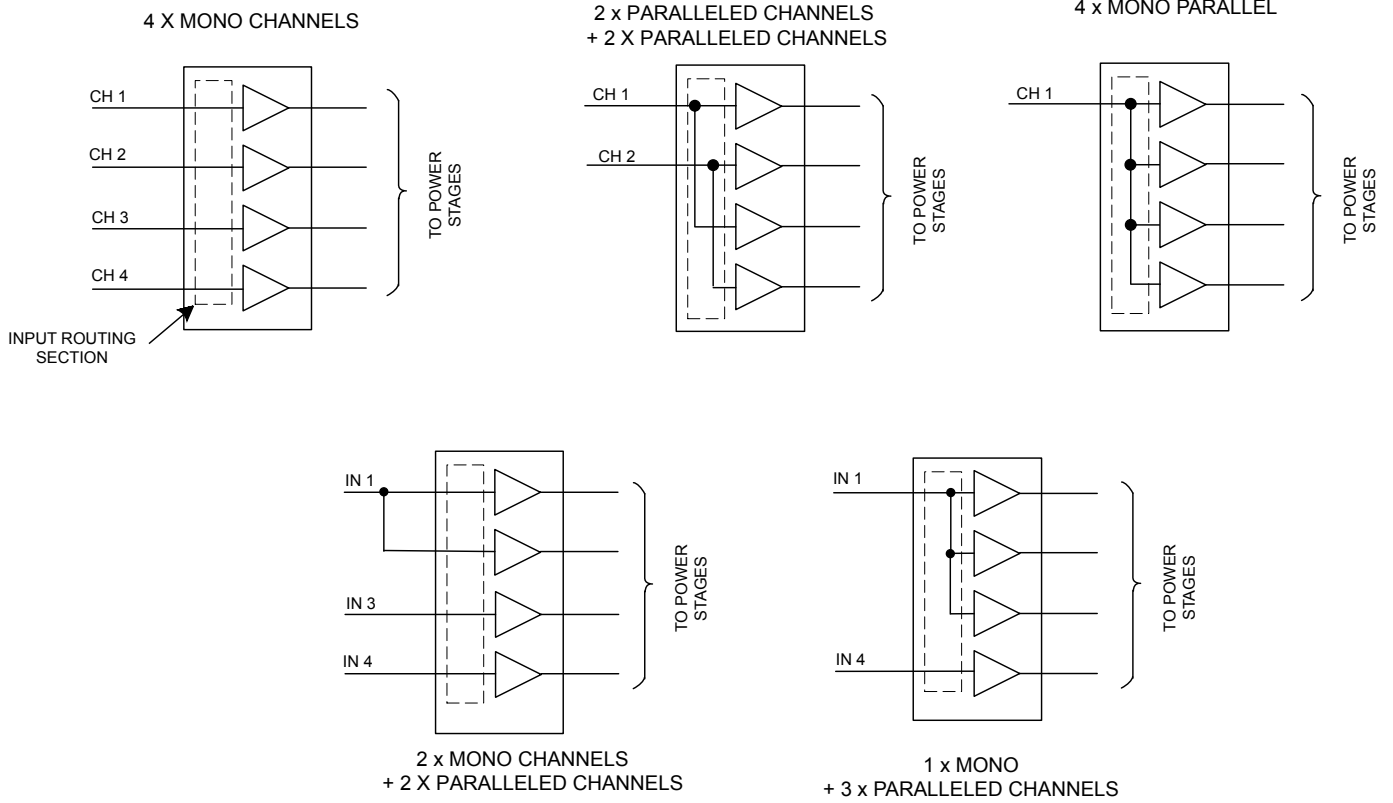 4 X MONO CHANNELS
CH 1
CH 2
CH 3
CH 4
TO POWER
STAGES
INPUT ROUTING
SECTION
2 x PARALLELED CHANNELS
+ 2 X PARALLELED CHANNELS
CH 1
CH 2
TO POWER
STAGES
4 x MONO PARALLEL
CH 1
TO POWER
STAGES
IN 1
IN 3
IN 4
TO POWER
STAGES
2 x MONO CHANNELS
+ 2 X PARALLELED CHANNELS
IN 1
IN 4
TO POWER
STAGES
1 x MONO
+ 3 x PARALLELED CHANNELS